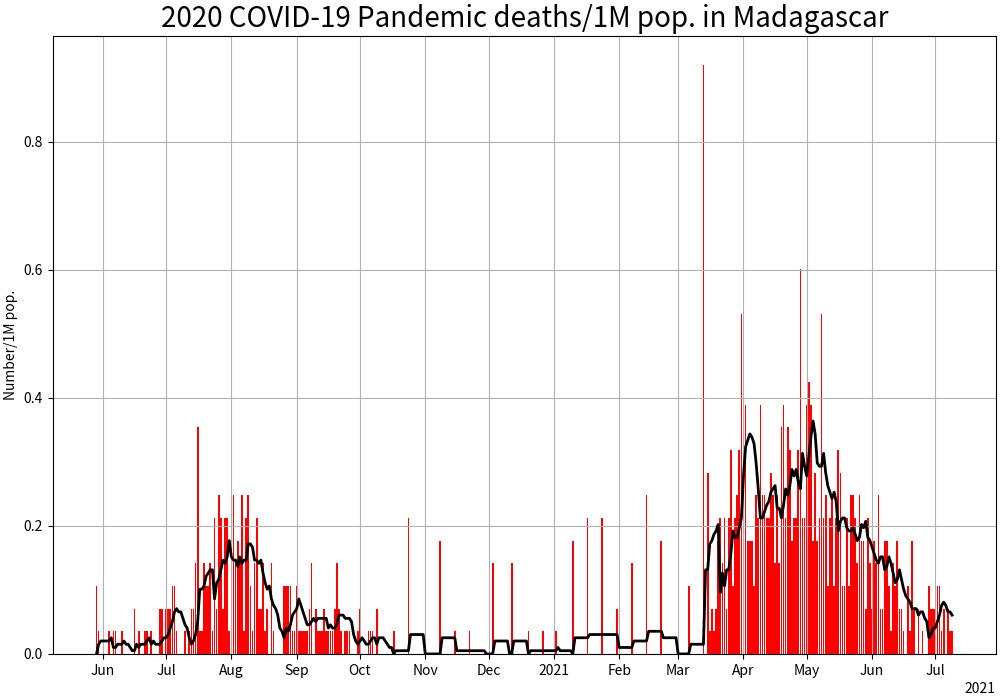 2020 COVID-19 Pandemic deaths/1M pop. in Madagascar
Number/1M pop.
0.8
0.6
0.4
0.2
0.0
Jun Jul Aug Sep Oct Nov Dec 2021 Feb Mar Apr May Jun Jul
2021